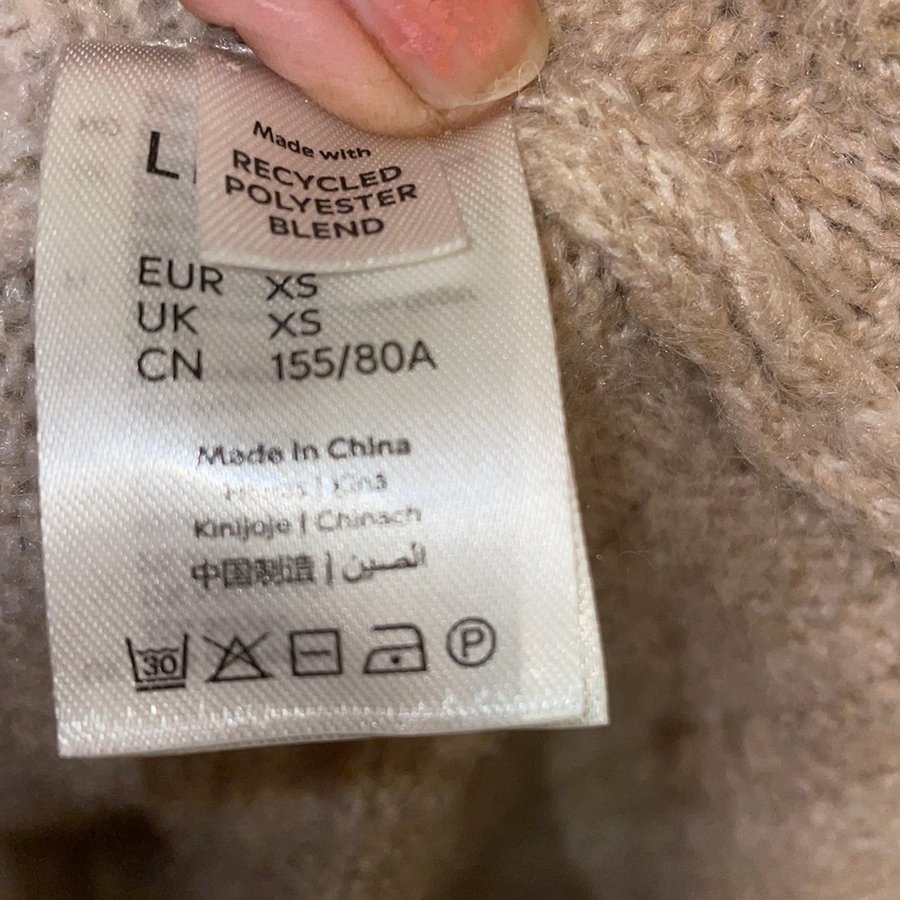 L
Made with
RECYCLED
POLYESTER
BLEND
EUR XS
UK XS
CN 155/80A
Made in China
Kinijoje | Chinach
中国制造 | الصين
30
P